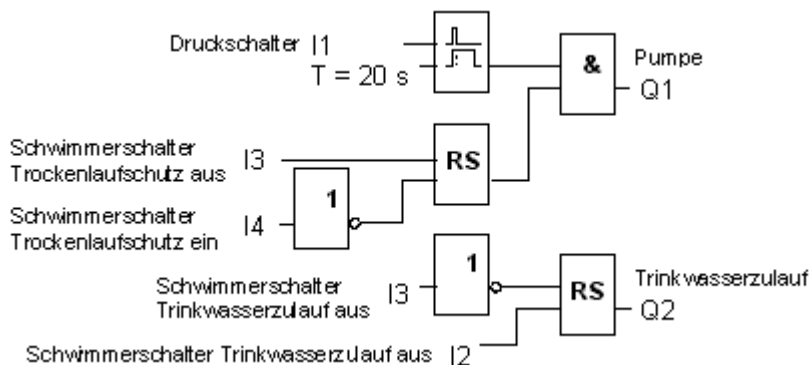 Druckschalter I1
T = 20 s
&
Pumpe
Q1
Schwimmerschalter
Trockenlaufschutz aus I3
RS
1
Schwimmerschalter
Trockenlaufschutz ein I4
1
Schwimmerschalter
Trinkwasserzulauf aus I3
RS
Trinkwasserzulauf
Q2
Schwimmerschalter Trinkwasserzulauf aus I2